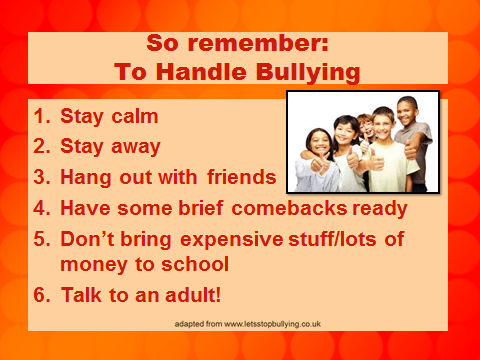 So remember:
To Handle Bullying
1. Stay calm
2. Stay away
3. Hang out with friends
4. Have some brief comebacks ready
5. Don't bring expensive stuff/lots of
money to school
6. Talk to an adult!
adapted from www.letsstopbullying.co.uk